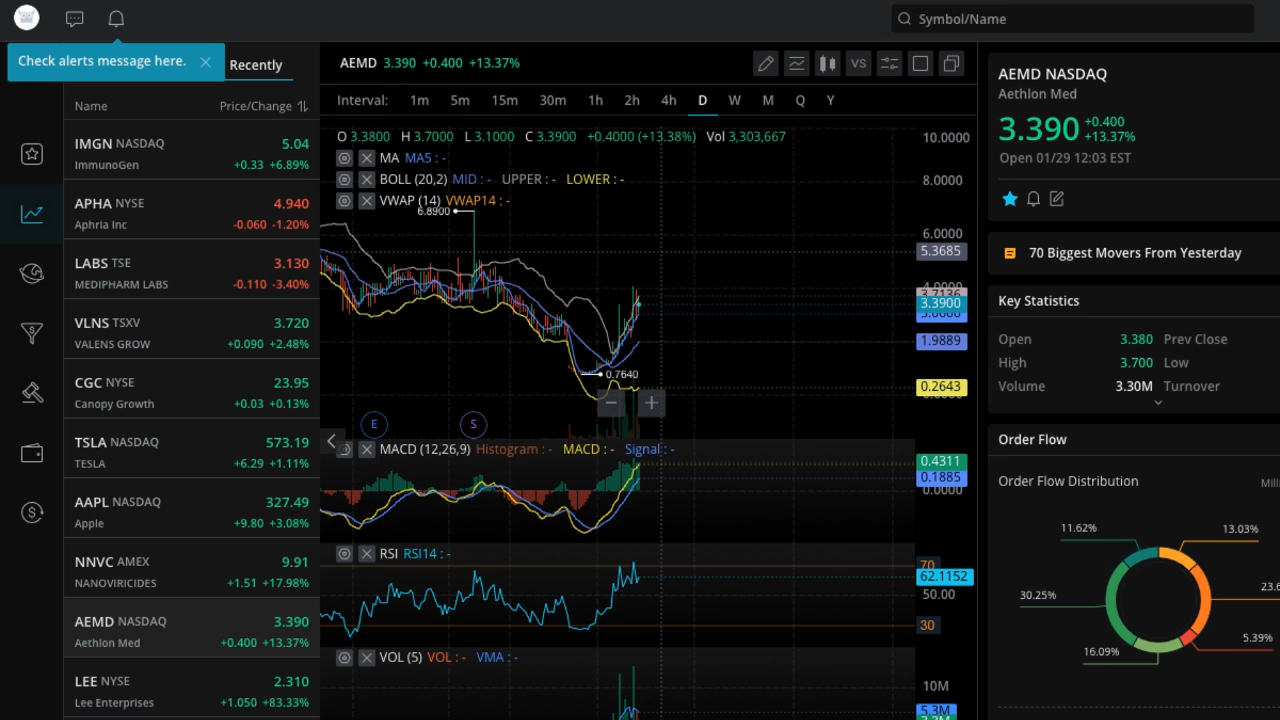 Symbol/Name
Check alerts message here.
Recently
Name Price/Change
IMGN NASDAQ 5.04
ImmunoGen +0.33 +6.89%
APHA NYSE 4.940
Aphria Inc -0.060 -1.20%
LABS TSE 3.130
MEDIPHARM LABS -0.110 -3.40%
VLNS TSXV 3.720
VALENS GROW +0.090 +2.48%
CGC NYSE 23.95
Canopy Growth +0.03 +0.13%
TSLA NASDAQ 573.19
TESLA +6.29 +1.11%
AAPL NASDAQ 327.49
Apple +9.80 +3.08%
NNVC AMEX 9.91
NANOVIRICIDES +1.51 +17.98%
AEMD NASDAQ 3.390
Aethlon Med +0.400 +13.37%
LEE NYSE 2.310
Lee Enterprises +1.050 +83.33%
AEMD 3.390 +0.400 +13.37%
VS
Interval: 1m 5m 15m 30m 1h 2h 4h D W M Q Y
O 3.3800 H 3.7000 L 3.1000 C 3.3900 +0.4000 (+13.38%) Vol 3,303,667
MA MA5 : -
BOLL (20,2) MID : - UPPER : - LOWER : -
VWAP (14) VWAP14 : -
6.8900
0.7640
10.0000
8.0000
6.0000
5.3685
4.0000
3.3900
1.9889
0.2643
E S
MACD (12,26,9) Histogram : - MACD : - Signal : -
0.4311
0.1885
0.0000
RSI RSI14 : -
70
62.1152
50.00
30
VOL (5) VOL : - VMA : -
10M
5.3M
AEMD NASDAQ
Aethlon Med
3.390 +0.400
+13.37%
Open 01/29 12:03 EST
70 Biggest Movers From Yesterday
Key Statistics
Open 3.380 Prev Close
High 3.700 Low
Volume 3.30M Turnover
Order Flow
Order Flow Distribution
11.62% 13.03%
30.25%
5.39%
16.09%